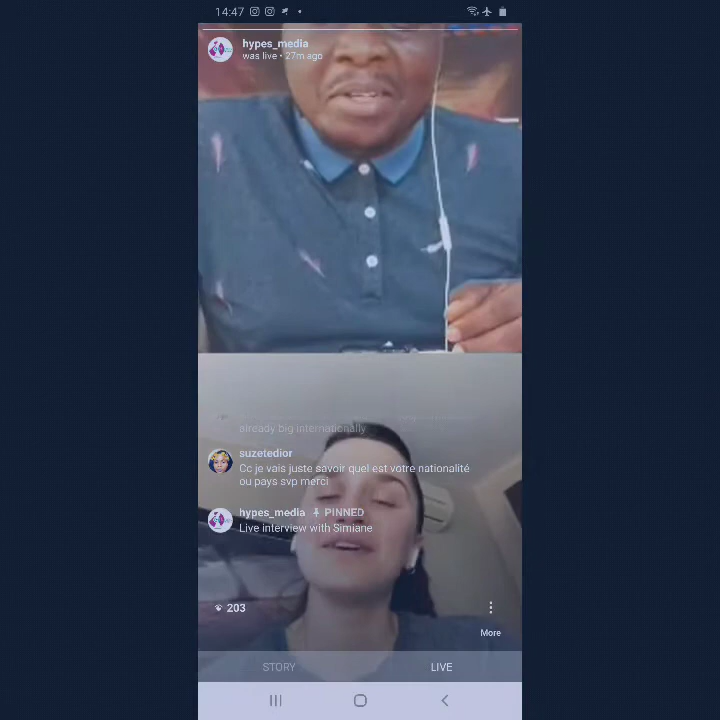 14:47
hypes_media
was live • 27m ago
already big internationally
suzetedior
Cc je vais juste savoir quel est votre nationalité
ou pays svp merci
hypes_media PINNED
Live interview with Simiane
203
More
STORY LIVE